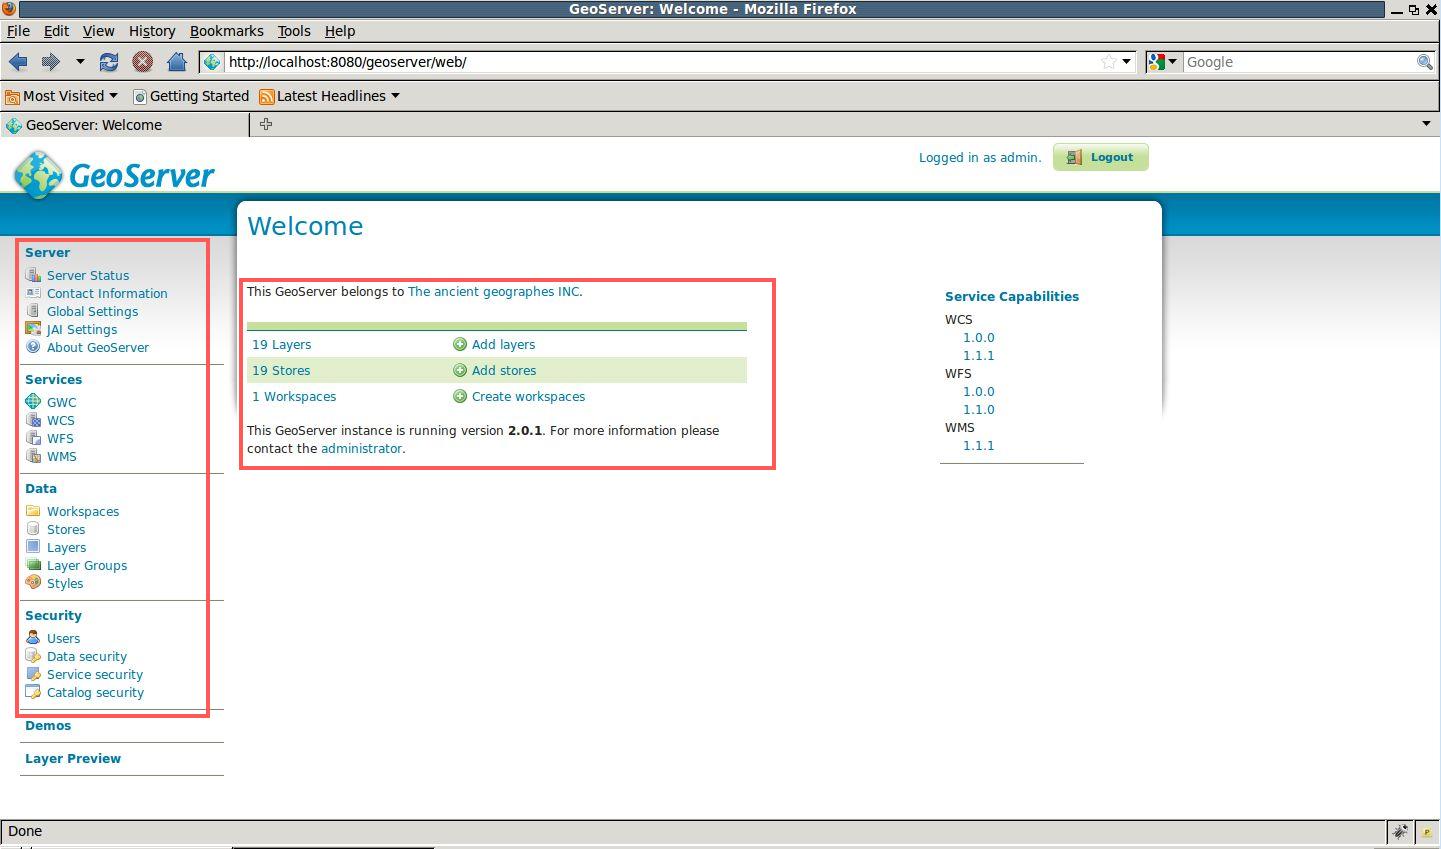 GeoServer: Welcome - Mozilla Firefox
File Edit View History Bookmarks Tools Help
http://localhost:8080/geoserver/web/
Google
Most Visited Getting Started Latest Headlines
GeoServer: Welcome
GeoServer
Logged in as admin. Logout
Welcome
Server
Server Status
Contact Information
Global Settings
JAI Settings
About GeoServer
Services
GWC
WCS
WFS
WMS
Data
Workspaces
Stores
Layers
Layer Groups
Styles
Security
Users
Data security
Service security
Catalog security
Demos
Layer Preview
This GeoServer belongs to The ancient geographes INC.
19 Layers Add layers
19 Stores Add stores
1 Workspaces Create workspaces
This GeoServer instance is running version 2.0.1. For more information please
contact the administrator.
Service Capabilities
WCS
1.0.0
1.1.1
WFS
1.0.0
1.1.0
WMS
1.1.1
Done